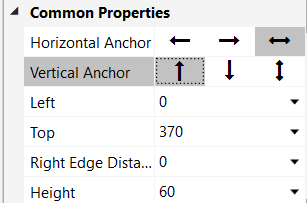 Common Properties
Horizontal Anchor
Vertical Anchor
Left 0
Top 370
Right Edge Dista... 0
Height 60